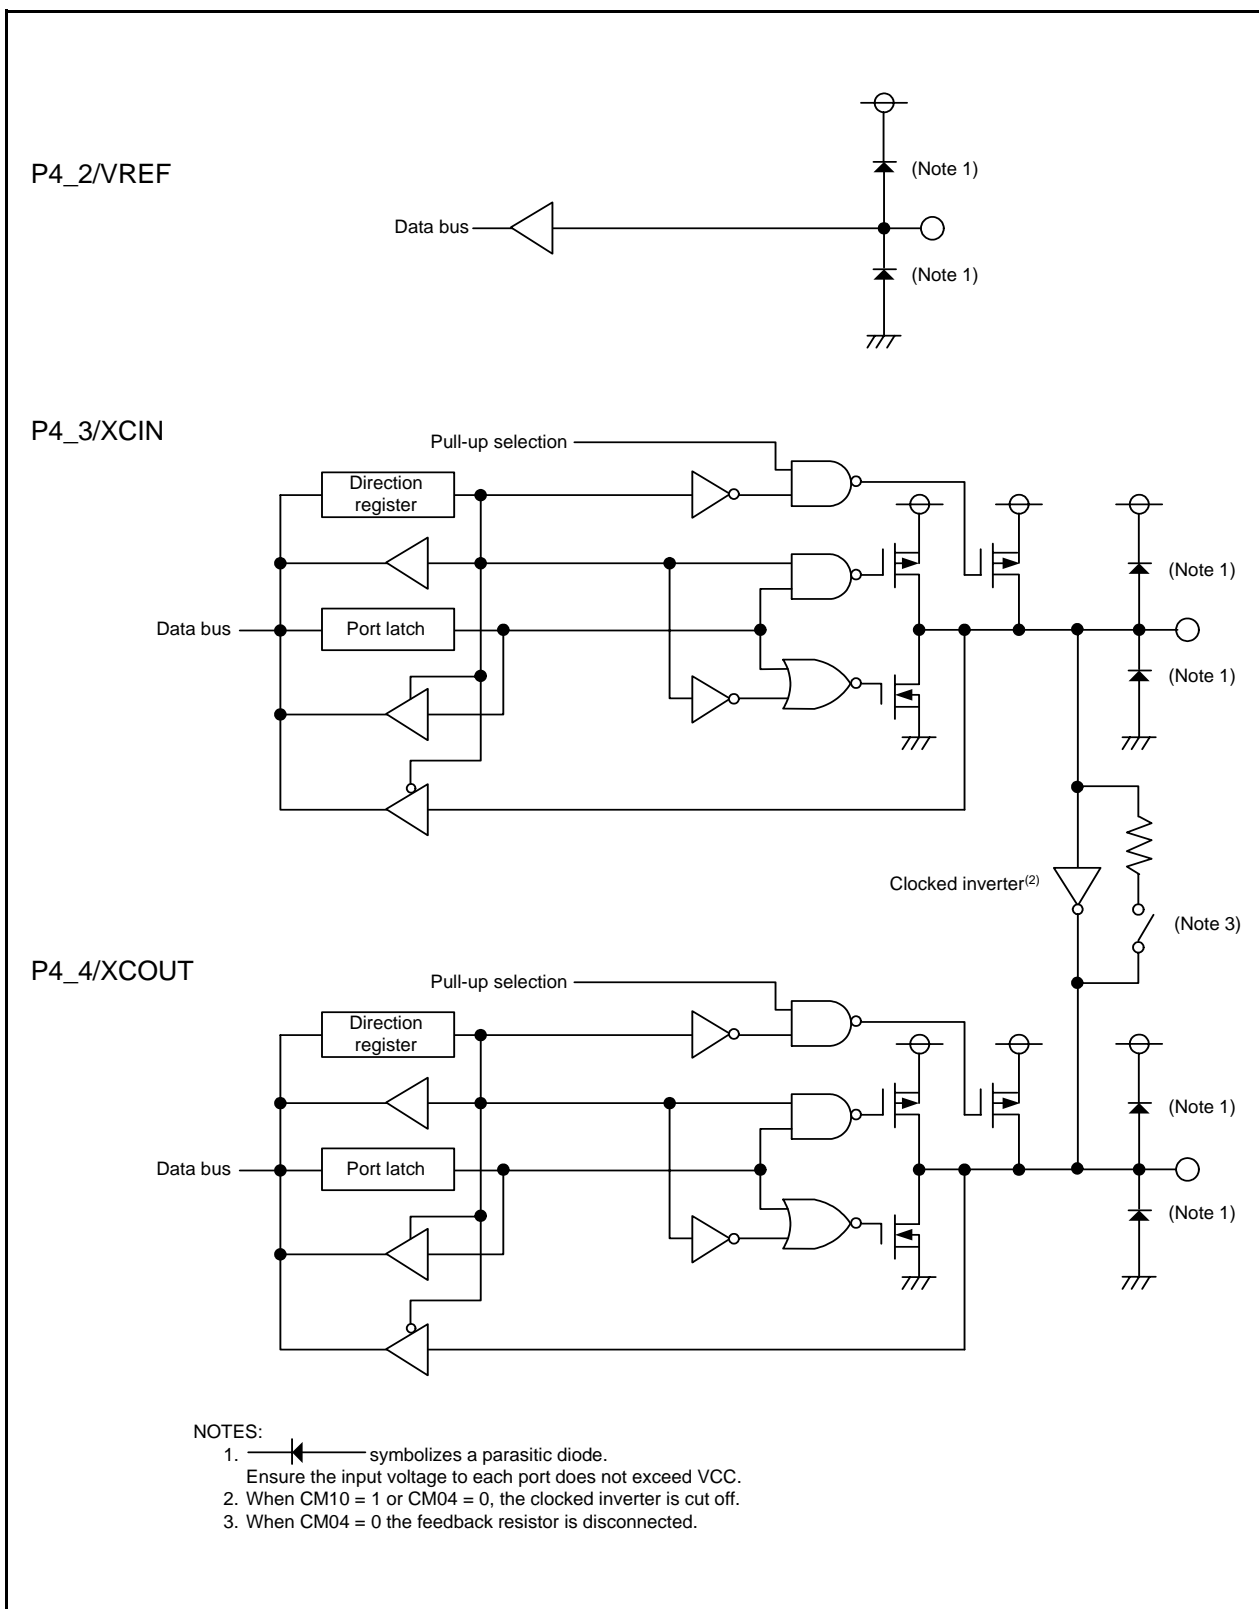 P4_2/VREF
(Note 1)
Data bus
(Note 1)
P4_3/XCIN
Pull-up selection
Direction
register
(Note 1)
Data bus
Port latch
(Note 1)
Clocked inverter(2)
(Note 3)
P4_4/XCOUT
Pull-up selection
Direction
register
(Note 1)
Data bus
Port latch
(Note 1)
NOTES:
1. symbolizes a parasitic diode.
Ensure the input voltage to each port does not exceed VCC.
2. When CM10 = 1 or CM04 = 0, the clocked inverter is cut off.
3. When CM04 = 0 the feedback resistor is disconnected.